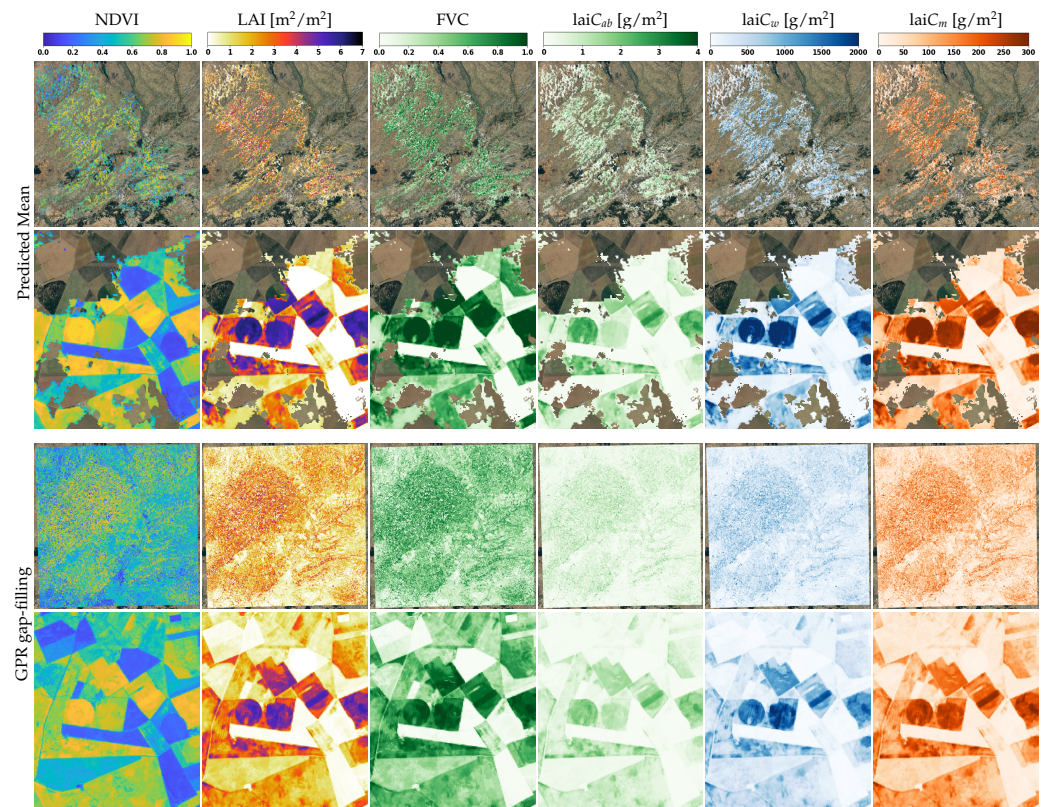 NDVI LAI [m²/m²] FVC laiC_ab [g/m²] laiC_w [g/m²] laiC_m [g/m²]
0.0 0.2 0.4 0.6 0.8 1.0 0 1 2 3 4 5 6 7 0.0 0.2 0.4 0.6 0.8 1.0 0 1 2 3 4 0 500 1000 1500 2000 0 50 100 150 200 250 300
Predicted Mean
GPR gap-filling